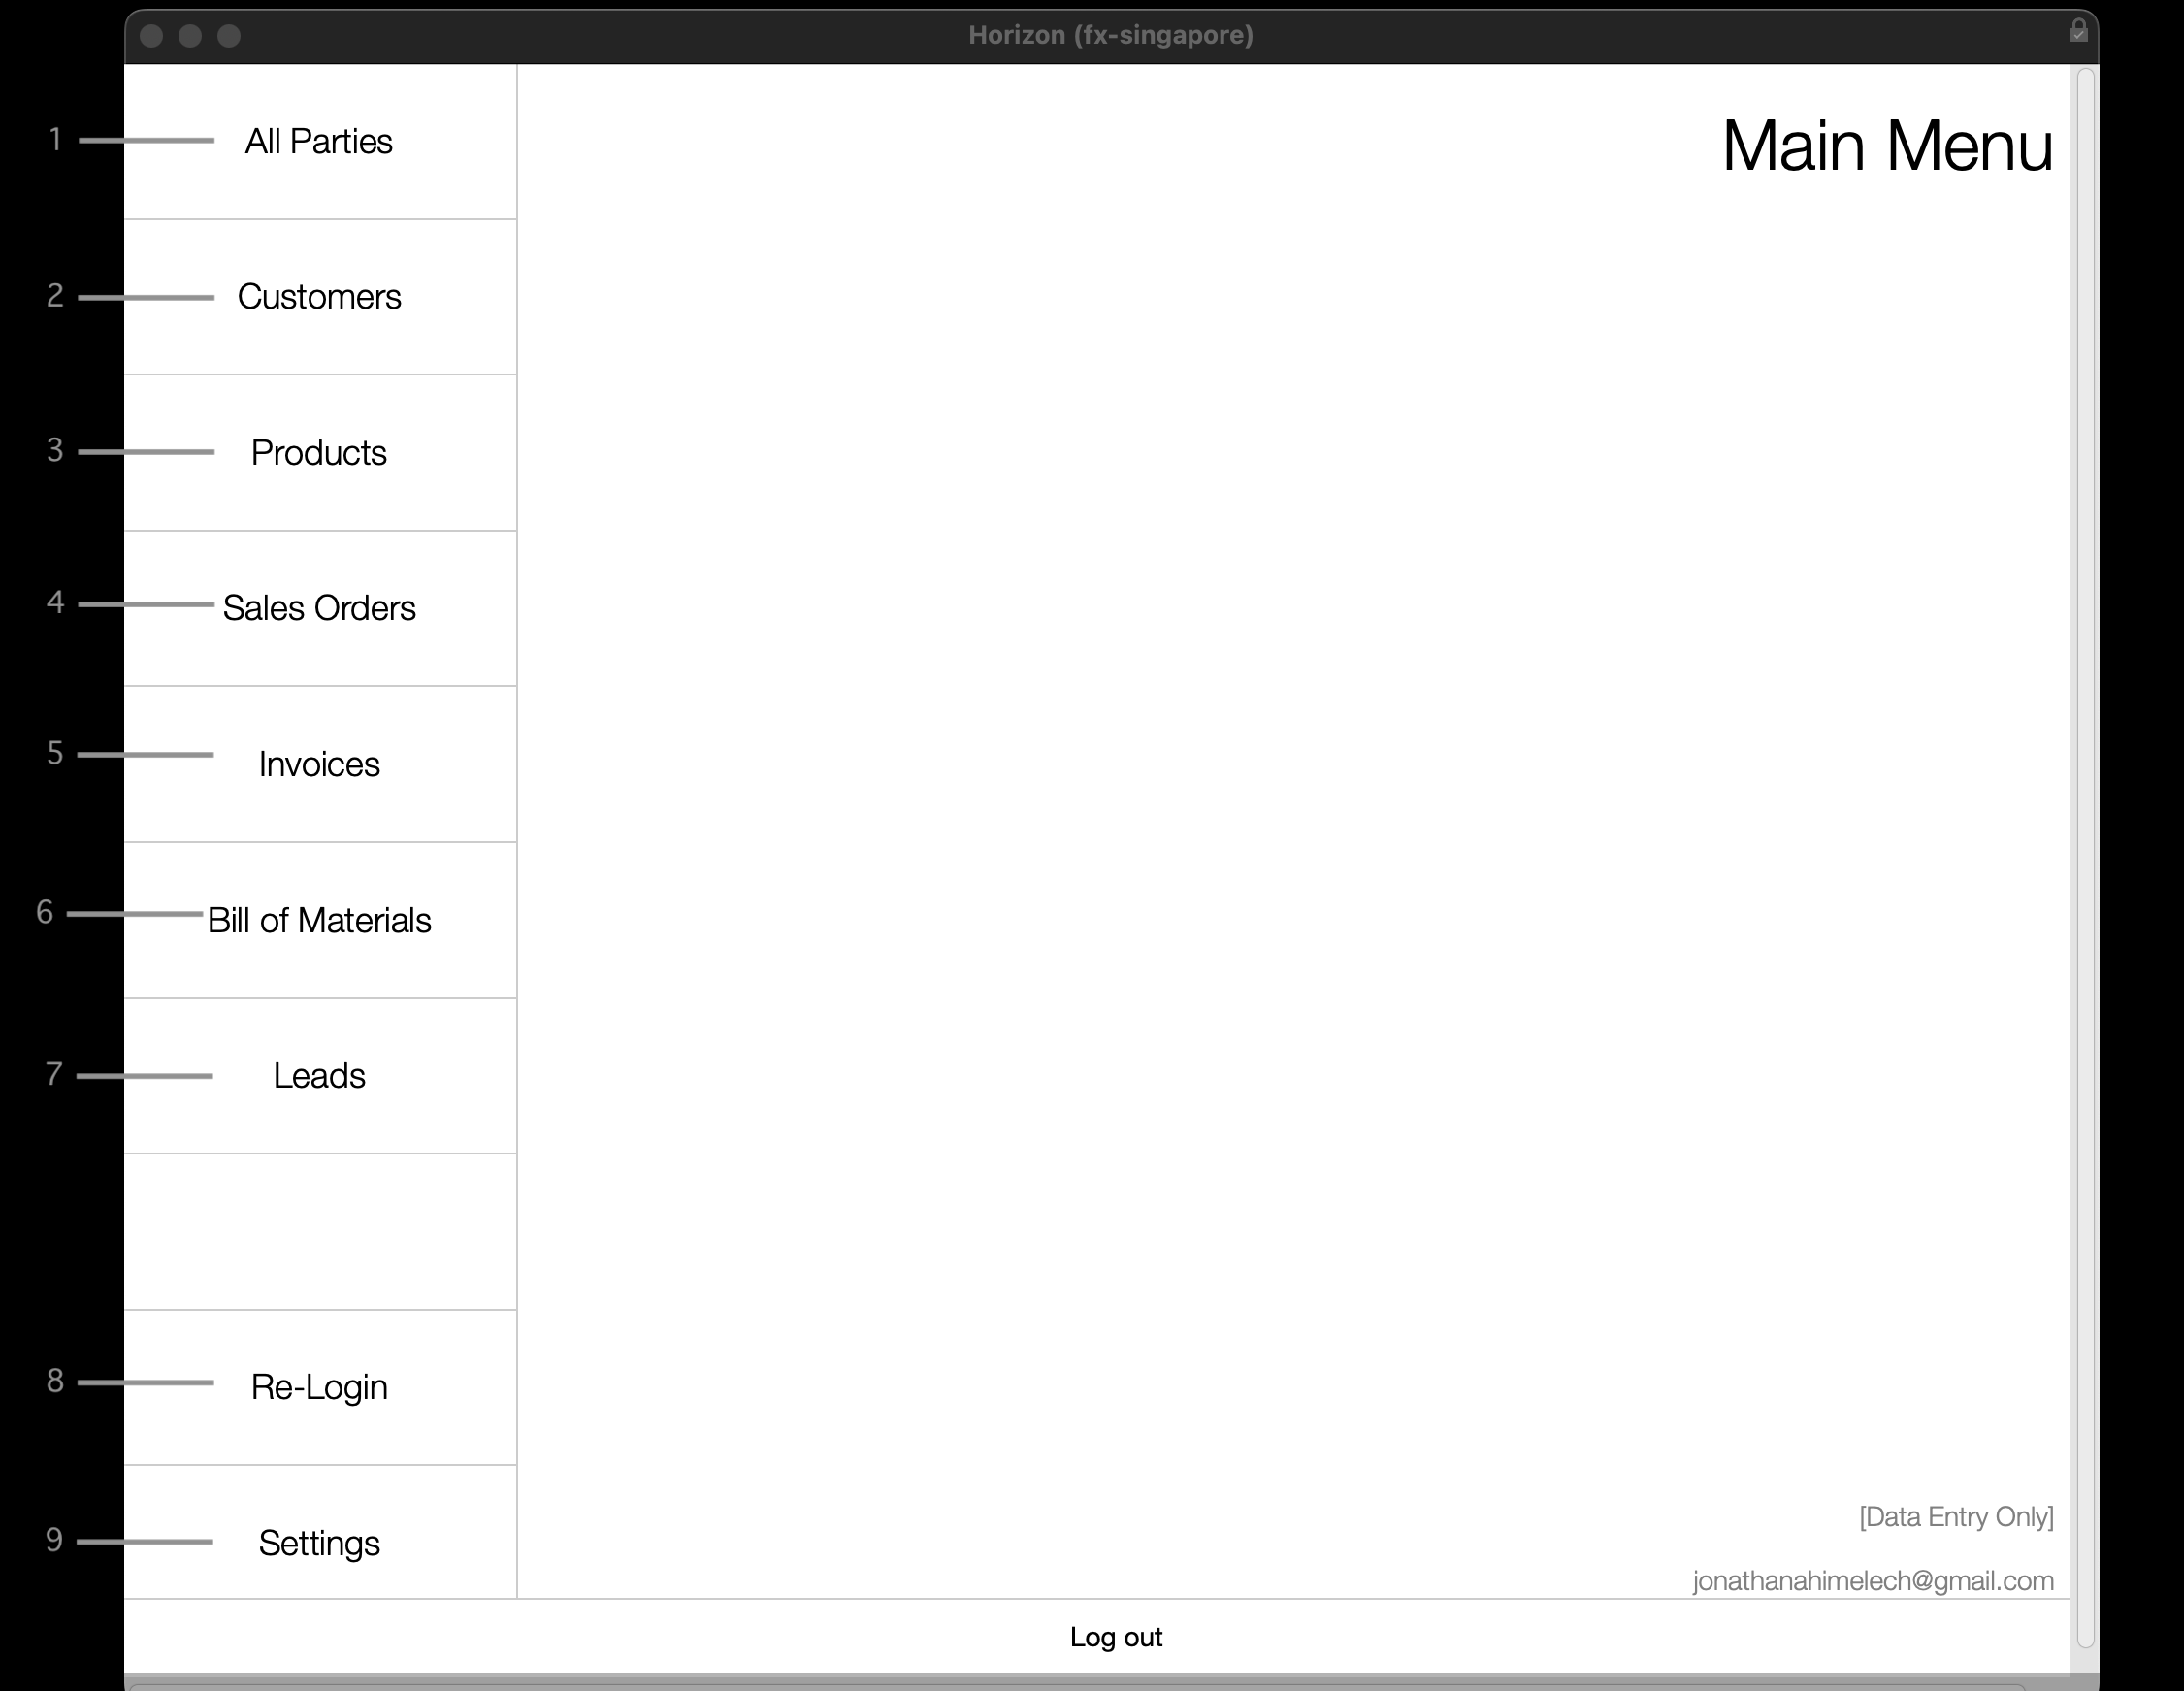 Horizon (fx-singapore)
Main Menu
1 All Parties
2 Customers
3 Products
4 Sales Orders
5 Invoices
6 Bill of Materials
7 Leads
8 Re-Login
9 Settings
[Data Entry Only]
jonathanahimelech@gmail.com
Log out